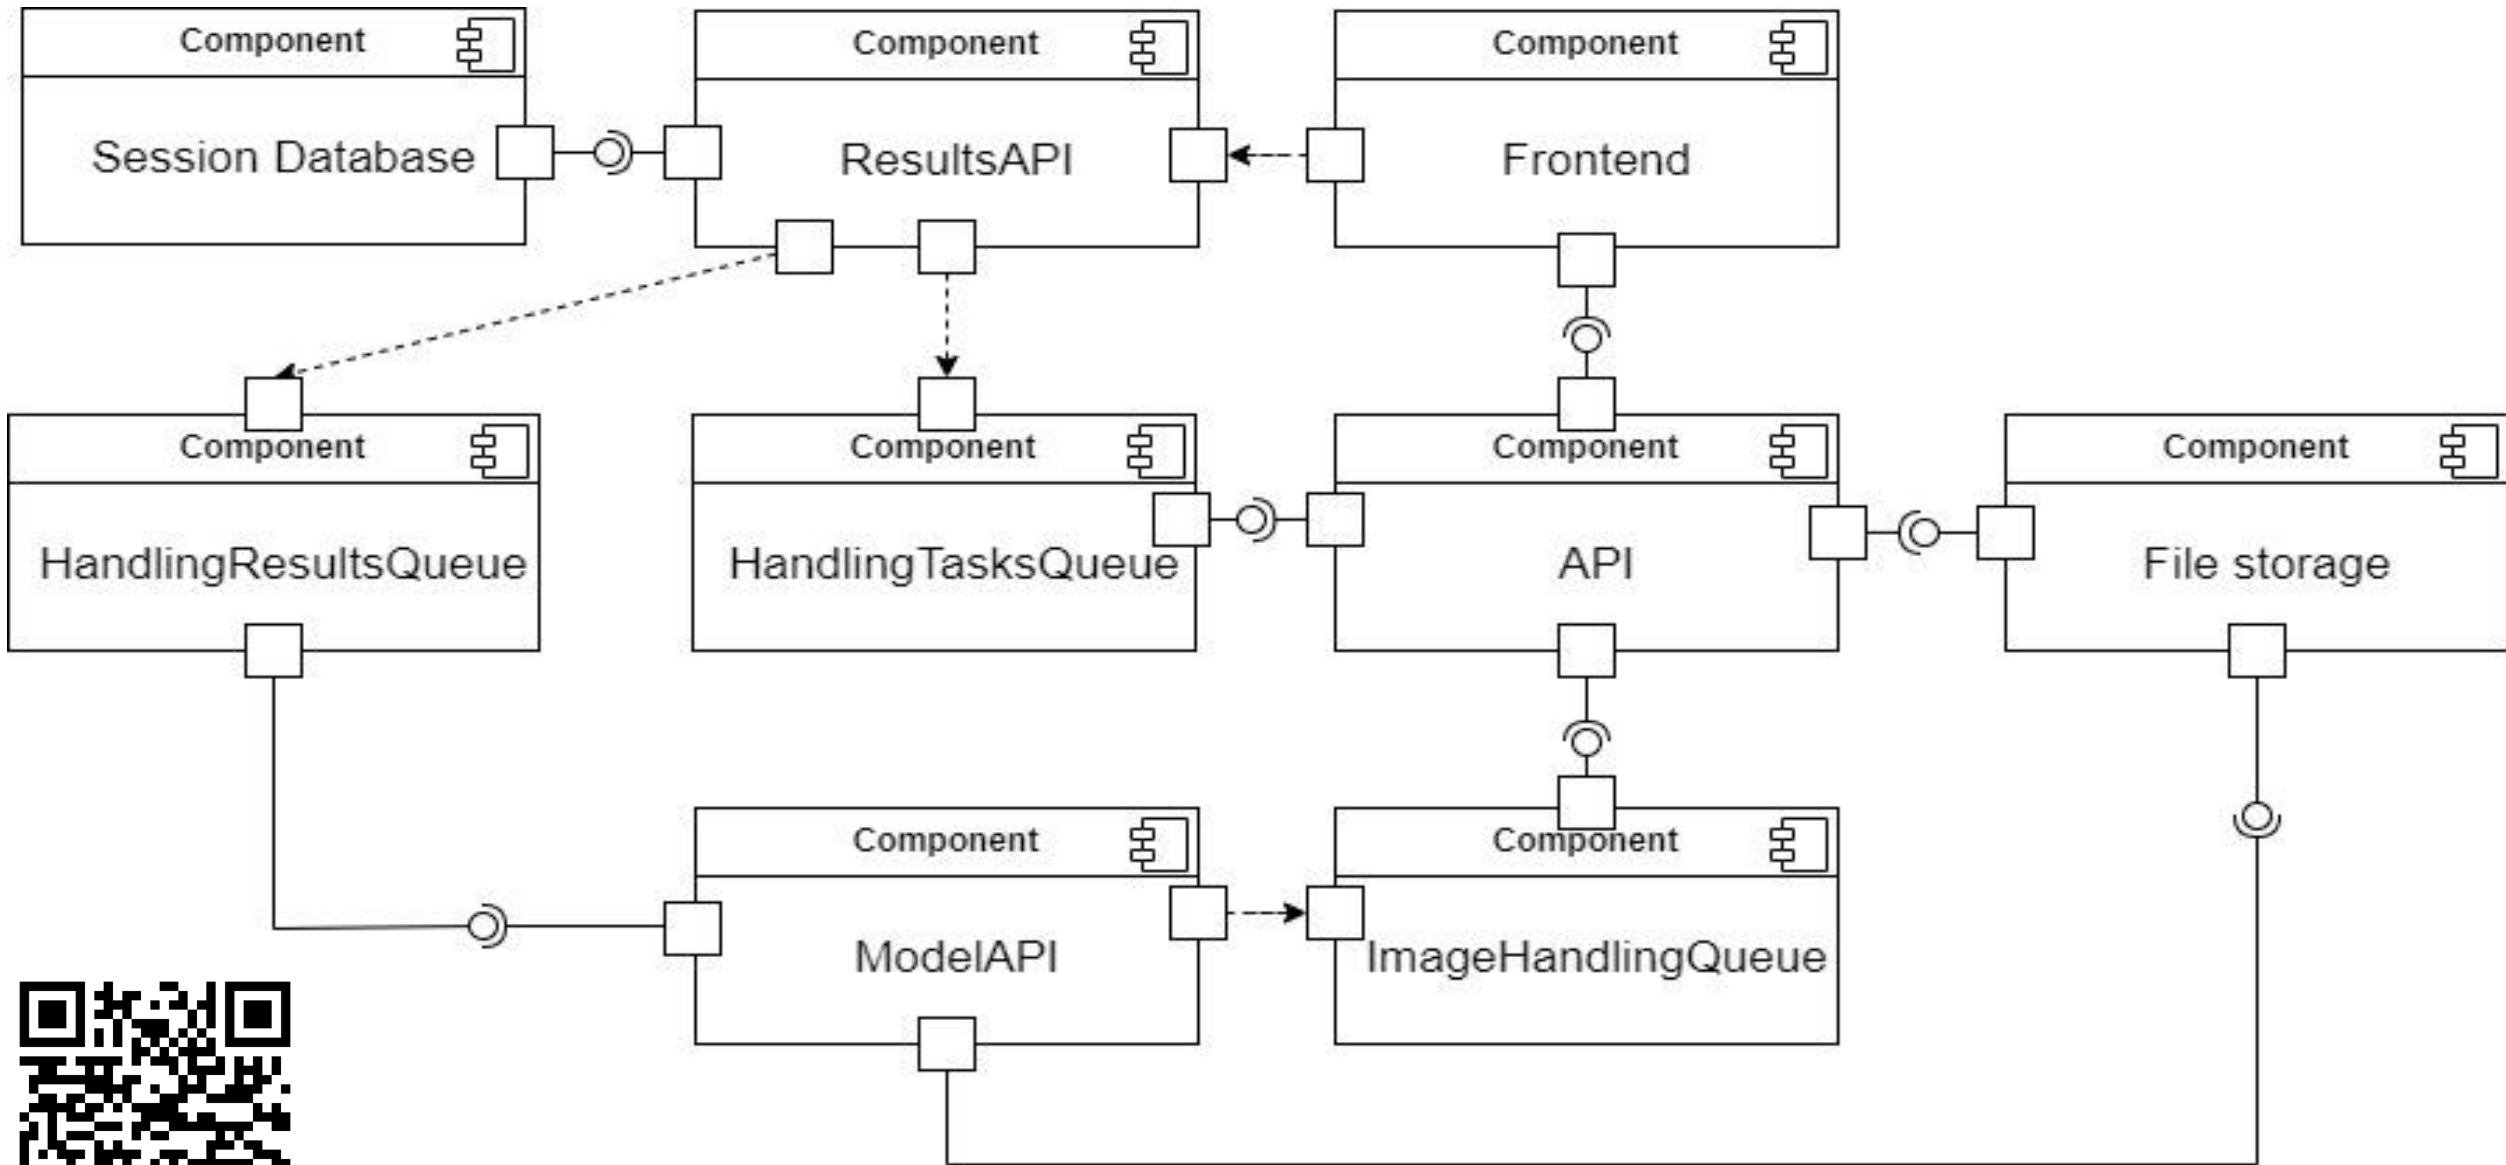 Component
Session Database
Component
ResultsAPI
Component
Frontend
Component
HandlingResultsQueue
Component
HandlingTasksQueue
Component
API
Component
File storage
Component
ModelAPI
Component
ImageHandlingQueue